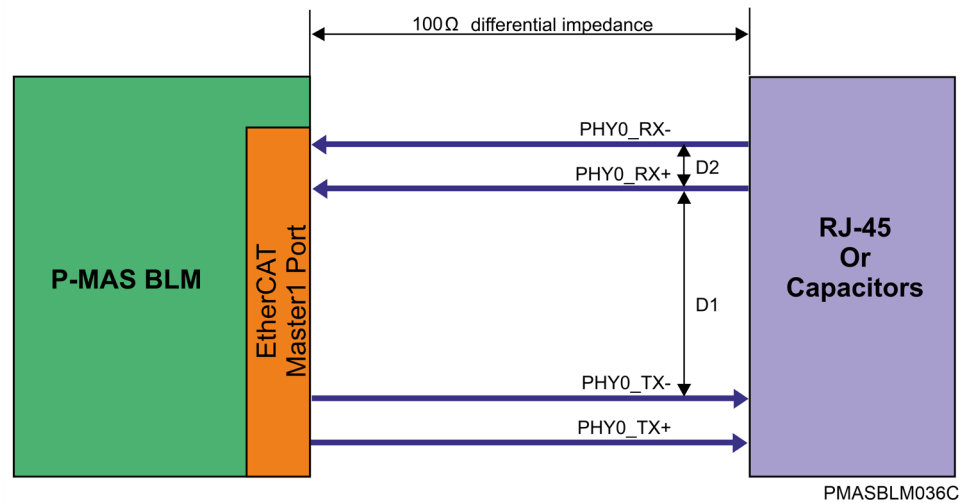 100Ω differential impedance
PHY0_RX-
D2
PHY0_RX+
P-MAS BLM
EtherCAT
Master1 Port
RJ-45
Or
Capacitors
D1
PHY0_TX-
PHY0_TX+
PMASBLM036C